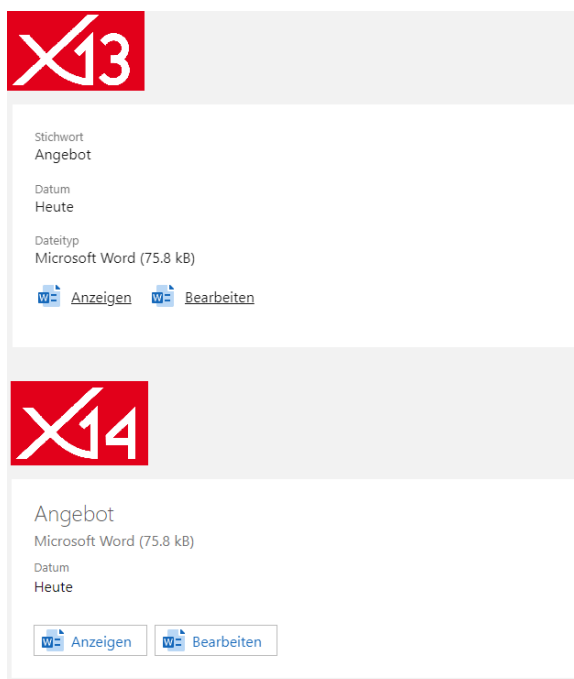 x13
Stichwort
Angebot
Datum
Heute
Dateityp
Microsoft Word (75.8 kB)
Anzeigen Bearbeiten
x14
Angebot
Microsoft Word (75.8 kB)
Datum
Heute
Anzeigen Bearbeiten